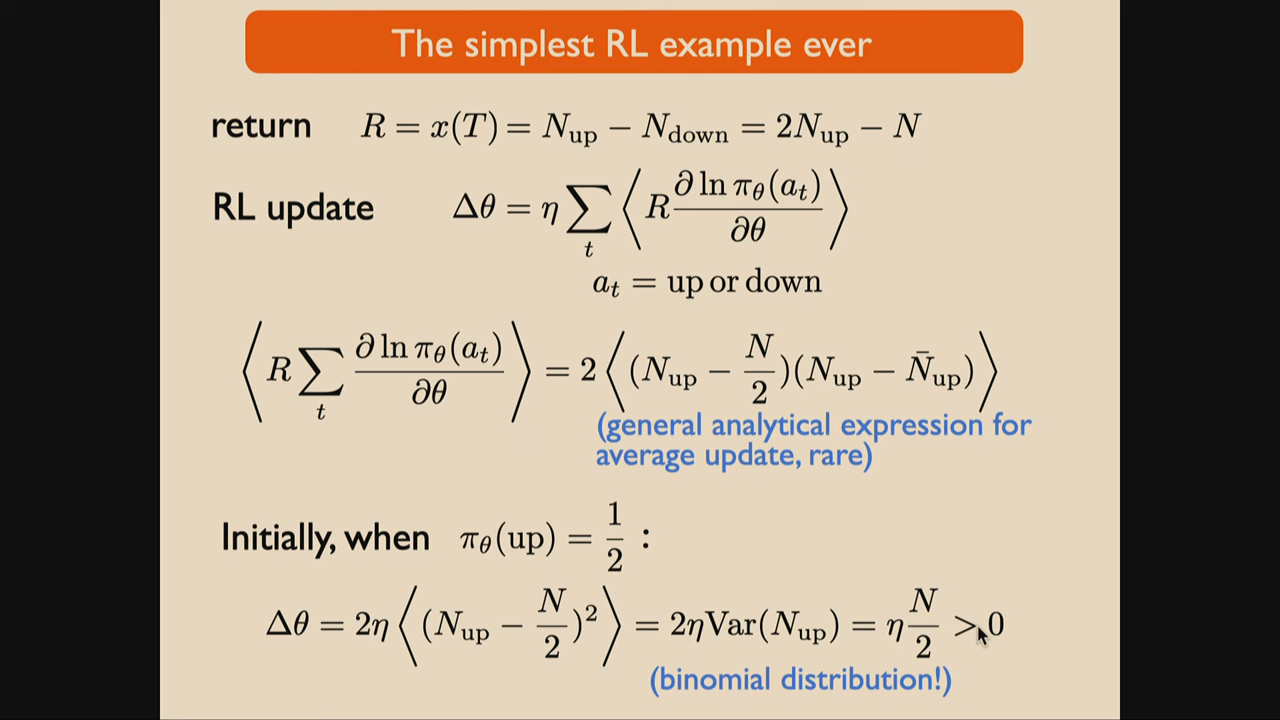 The simplest RL example ever
return R = x(T) = N_up − N_down = 2N_up − N
RL update Δθ = η ∑_t ⟨ R ∂ ln π_θ(a_t) / ∂θ ⟩
a_t = up or down
⟨ R ∑_t ∂ ln π_θ(a_t) / ∂θ ⟩ = 2 ⟨ (N_up − N/2)(N_up − N̄_up) ⟩
(general analytical expression for
average update, rare)
Initially, when π_θ(up) = 1/2 :
Δθ = 2η ⟨ (N_up − N/2)² ⟩ = 2ηVar(N_up) = η N/2 > 0
(binomial distribution!)